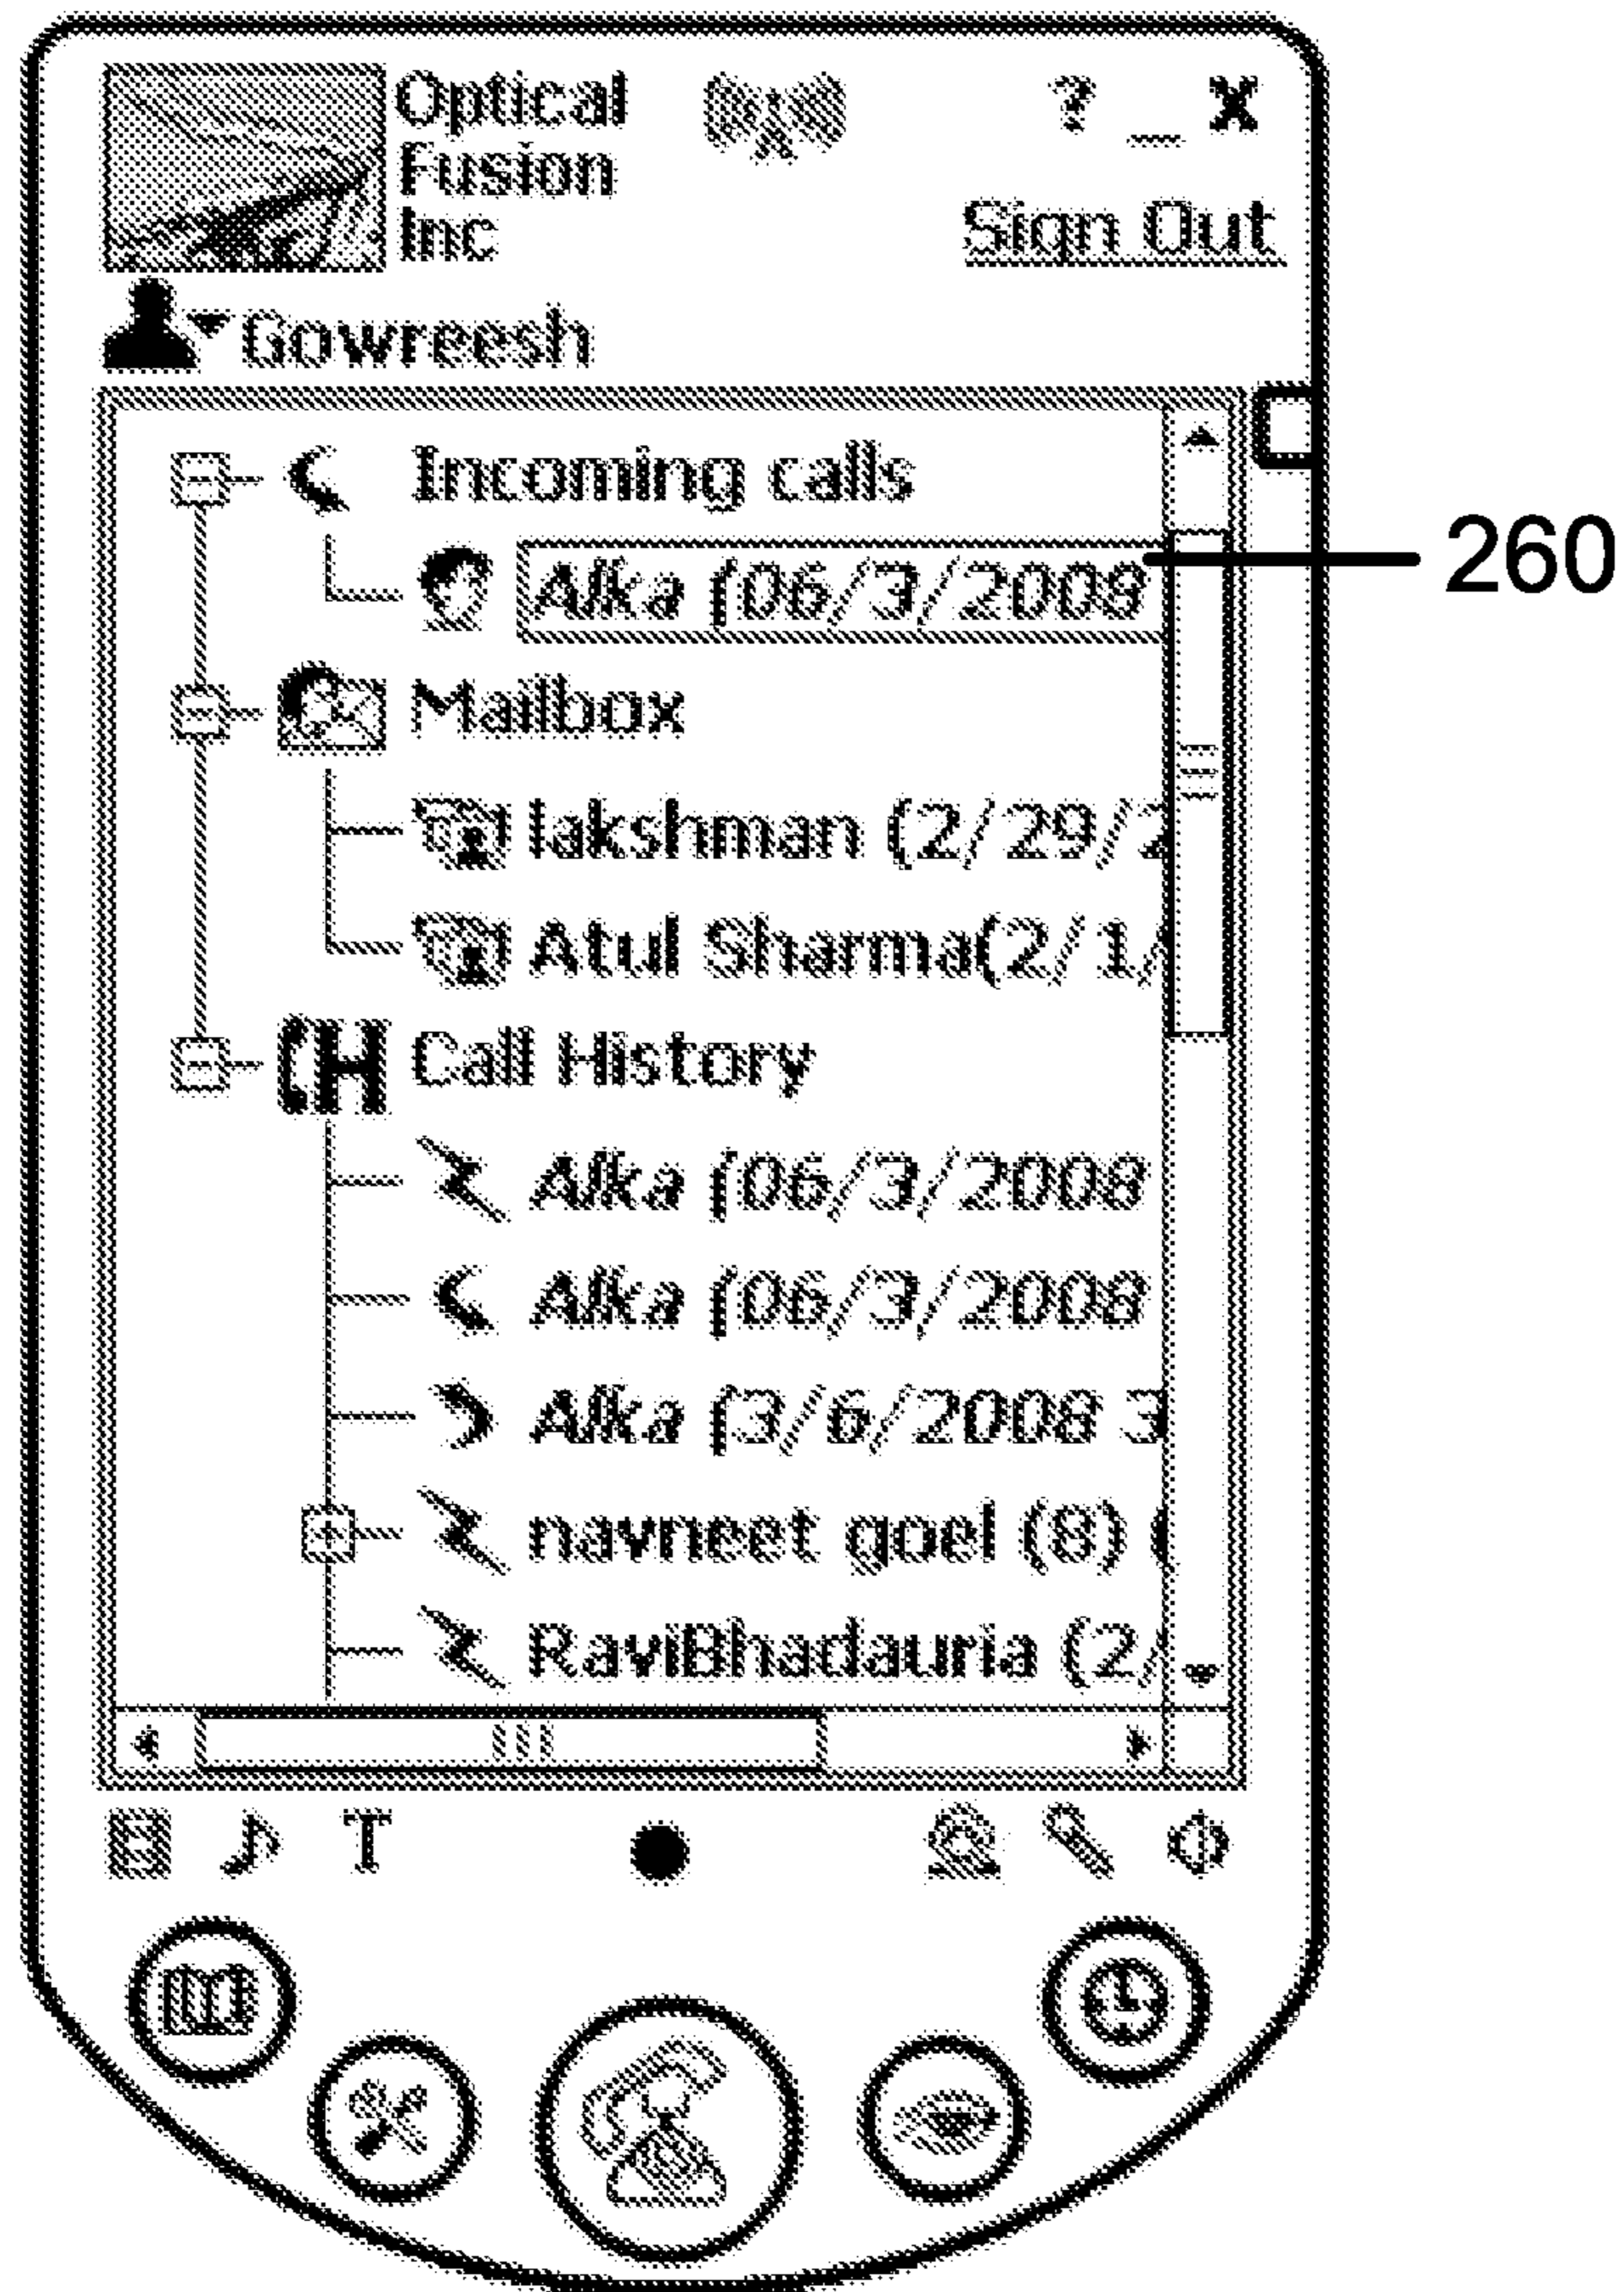 Optical
Fusion
Inc
? _ X
Sign Out
Gowreesh
Incoming calls
Alka (06/3/2008
260
Mailbox
lakshman (2/29/2
Atul Sharma(2/1/
Call History
Alka (06/3/2008
Alka (06/3/2008
Alka (3/6/2008 3
navneet goel (8) (
RaviBhadauria (2/
T